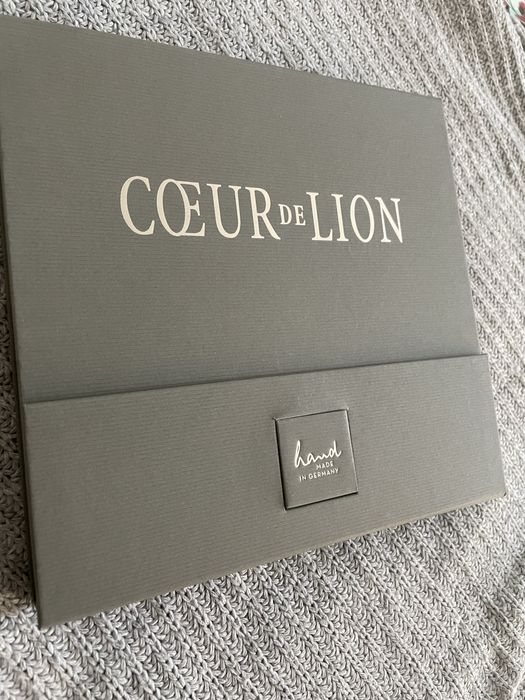 CŒUR DE LION
hand
MADE
IN GERMANY